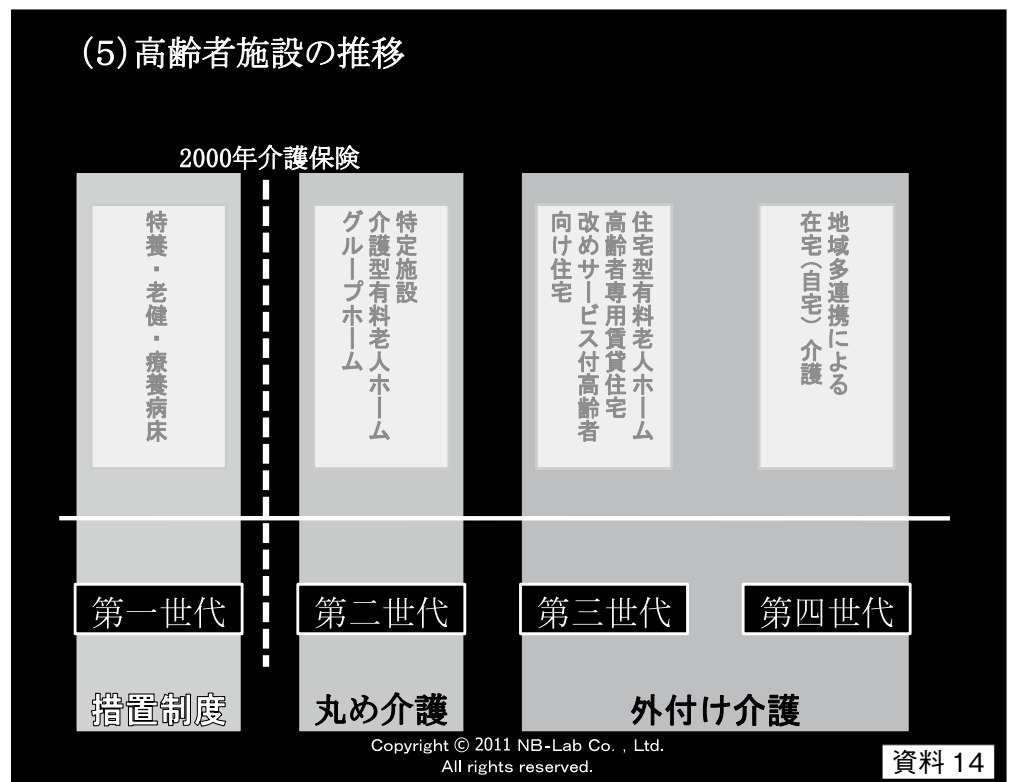 (5)高齢者施設の推移
2000年介護保険
特養・老健・療養病床
特定施設
介護型有料老人ホーム
グループホーム
住宅型有料老人ホーム
高齢者専用賃貸住宅
改めサービス付高齢者
向け住宅
地域多連携による
在宅(自宅)介護
第一世代
第二世代
第三世代
第四世代
措置制度
丸め介護
外付け介護
Copyright © 2011 NB-Lab Co. , Ltd.
All rights reserved.
資料 14